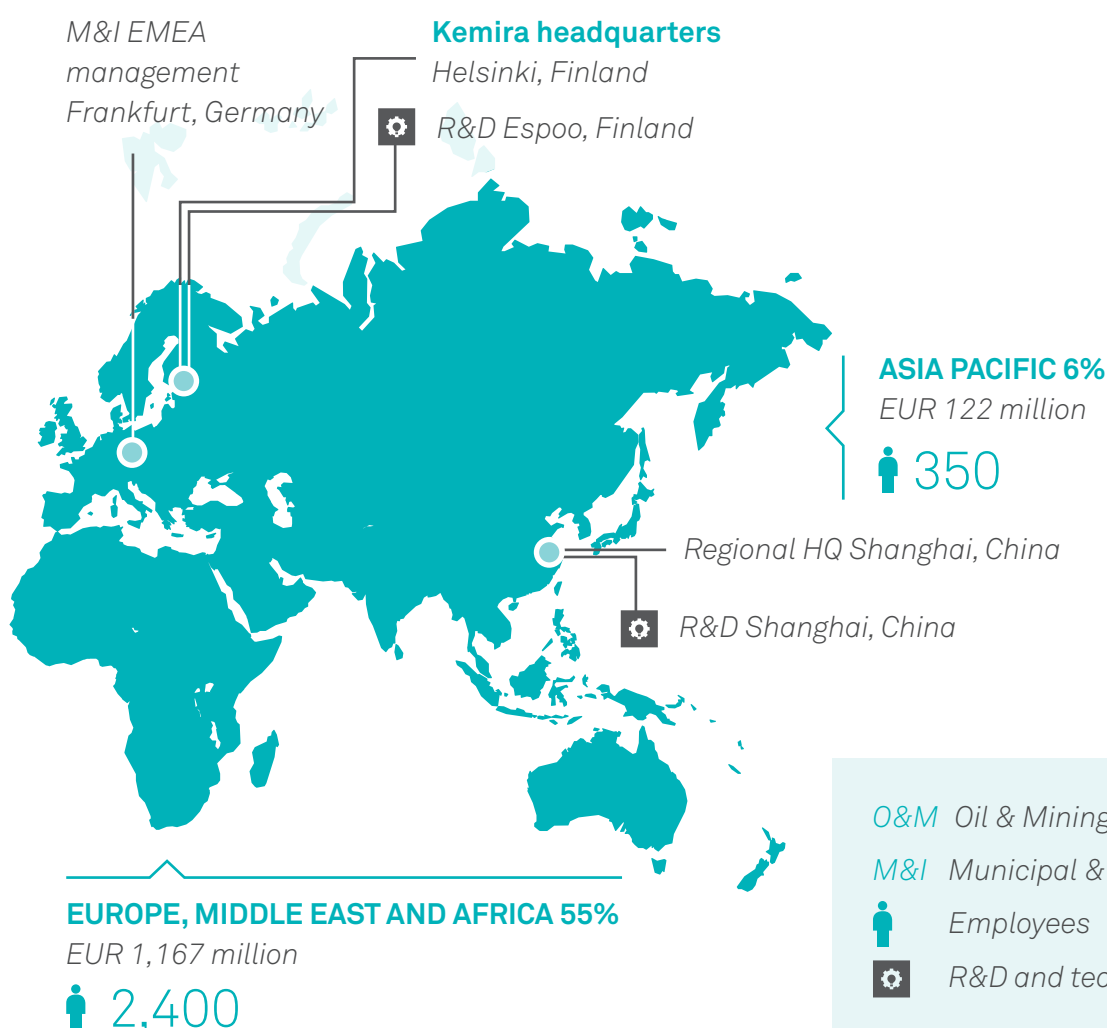 M&I EMEA
management
Frankfurt, Germany
Kemira headquarters
Helsinki, Finland
R&D Espoo, Finland
ASIA PACIFIC 6%
EUR 122 million
350
Regional HQ Shanghai, China
R&D Shanghai, China
O&M Oil & Mining
M&I Municipal &
Employees
R&D and tec
EUROPE, MIDDLE EAST AND AFRICA 55%
EUR 1,167 million
2,400